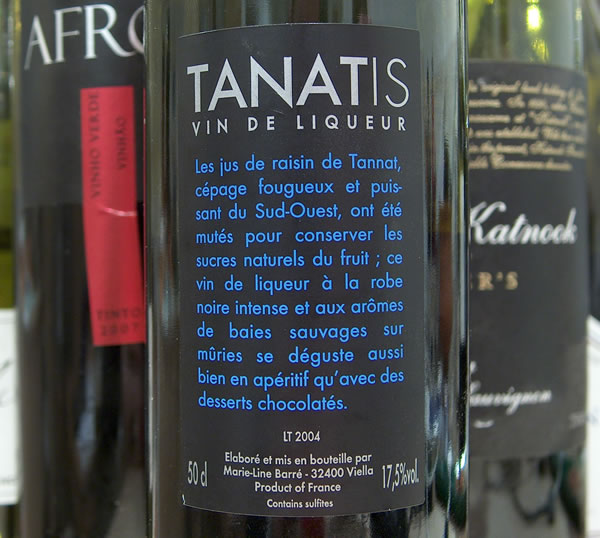 AFRO
VINHO VERDE
VINHÃO
TINTO
2007
TANATIS
VIN DE LIQUEUR
Les jus de raisin de Tannat,
cépage fougueux et puis-
sant du Sud-Ouest, ont été
mutés pour conserver les
sucres naturels du fruit ; ce
vin de liqueur à la robe
noire intense et aux arômes
de baies sauvages sur
mûries se déguste aussi
bien en apéritif qu'avec des
desserts chocolatés.
LT 2004
Elaboré et mis en bouteille par
50 cl Marie-Line Barré - 32400 Viella 17,5%vol.
Product of France
Contains sulfites
Katnook
R'S
Sauvignon